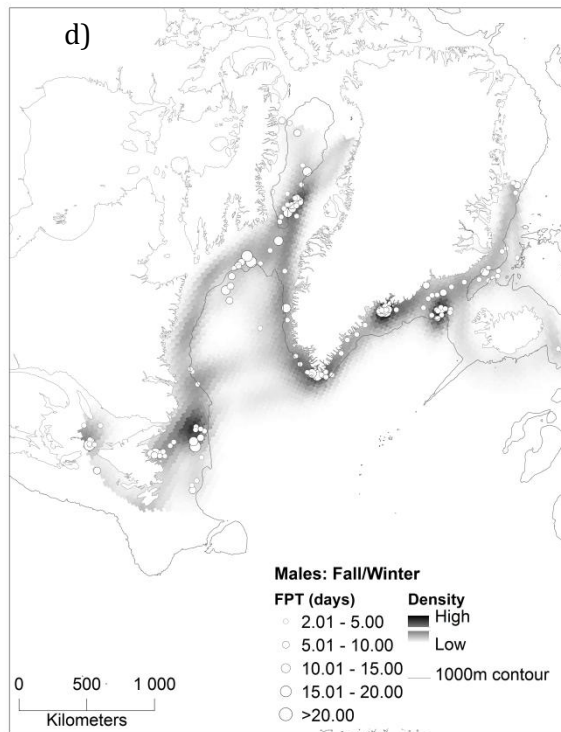 d)
Males: Fall/Winter
FPT (days) Density
2.01 - 5.00 High
5.01 - 10.00 Low
10.01 - 15.00
15.01 - 20.00 1000m contour
>20.00
0 500 1 000
Kilometers